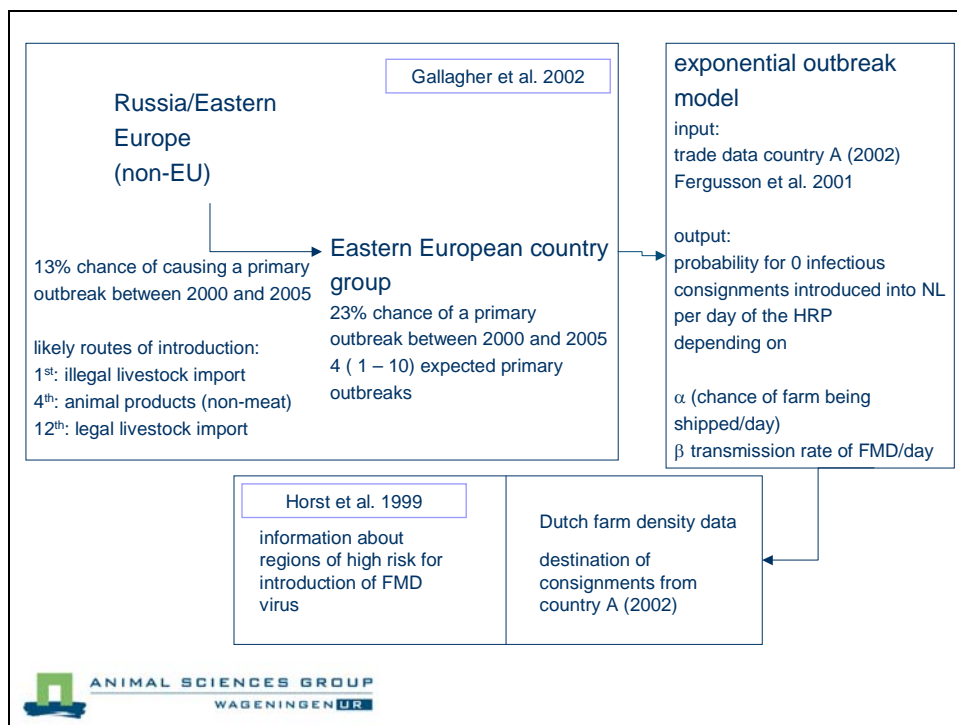 Gallagher et al. 2002
Russia/Eastern
Europe
(non-EU)
13% chance of causing a primary
outbreak between 2000 and 2005
likely routes of introduction:
1st: illegal livestock import
4th: animal products (non-meat)
12th: legal livestock import
Eastern European country
group
23% chance of a primary
outbreak between 2000 and 2005
4 ( 1 – 10) expected primary
outbreaks
exponential outbreak
model
input:
trade data country A (2002)
Fergusson et al. 2001
output:
probability for 0 infectious
consignments introduced into NL
per day of the HRP
depending on
α (chance of farm being
shipped/day)
β transmission rate of FMD/day
Horst et al. 1999
information about
regions of high risk for
introduction of FMD
virus
Dutch farm density data
destination of
consignments from
country A (2002)
ANIMAL SCIENCES GROUP
WAGENINGEN UR